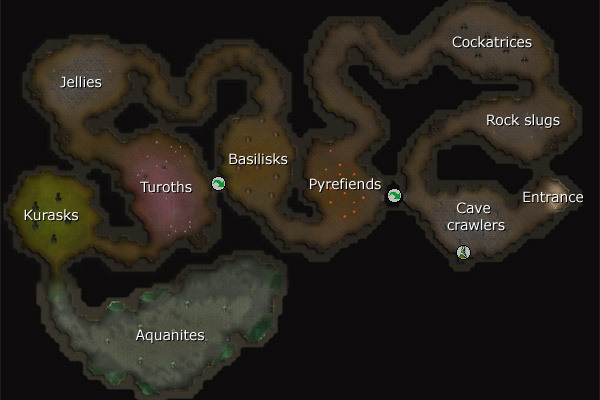 Cockatrices
Jellies
Rock slugs
Basilisks
Turoths
Pyrefiends
Entrance
Kurasks
Cave
crawlers
Aquanites